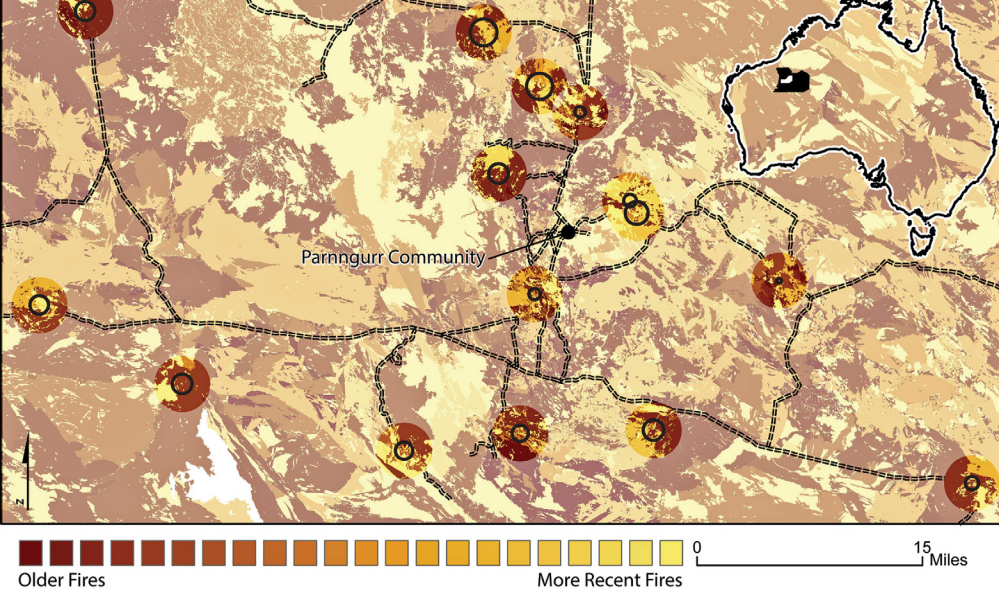 Parnngurr Community
N
0
15
Miles
Older Fires
More Recent Fires